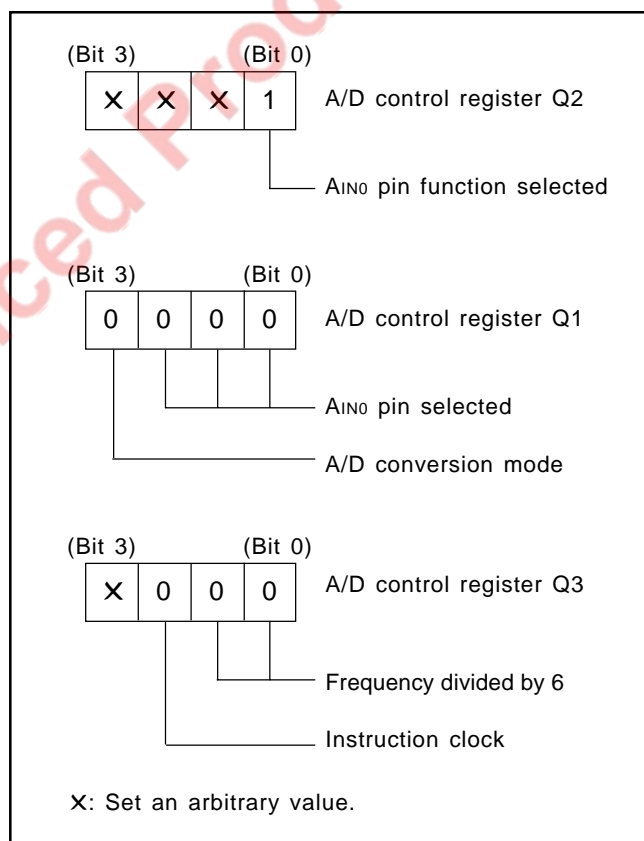 (Bit 3) (Bit 0)
✕ ✕ ✕ 1 A/D control register Q2
AIN0 pin function selected
(Bit 3) (Bit 0)
0 0 0 0 A/D control register Q1
AIN0 pin selected
A/D conversion mode
(Bit 3) (Bit 0)
✕ 0 0 0 A/D control register Q3
Frequency divided by 6
Instruction clock
✕: Set an arbitrary value.